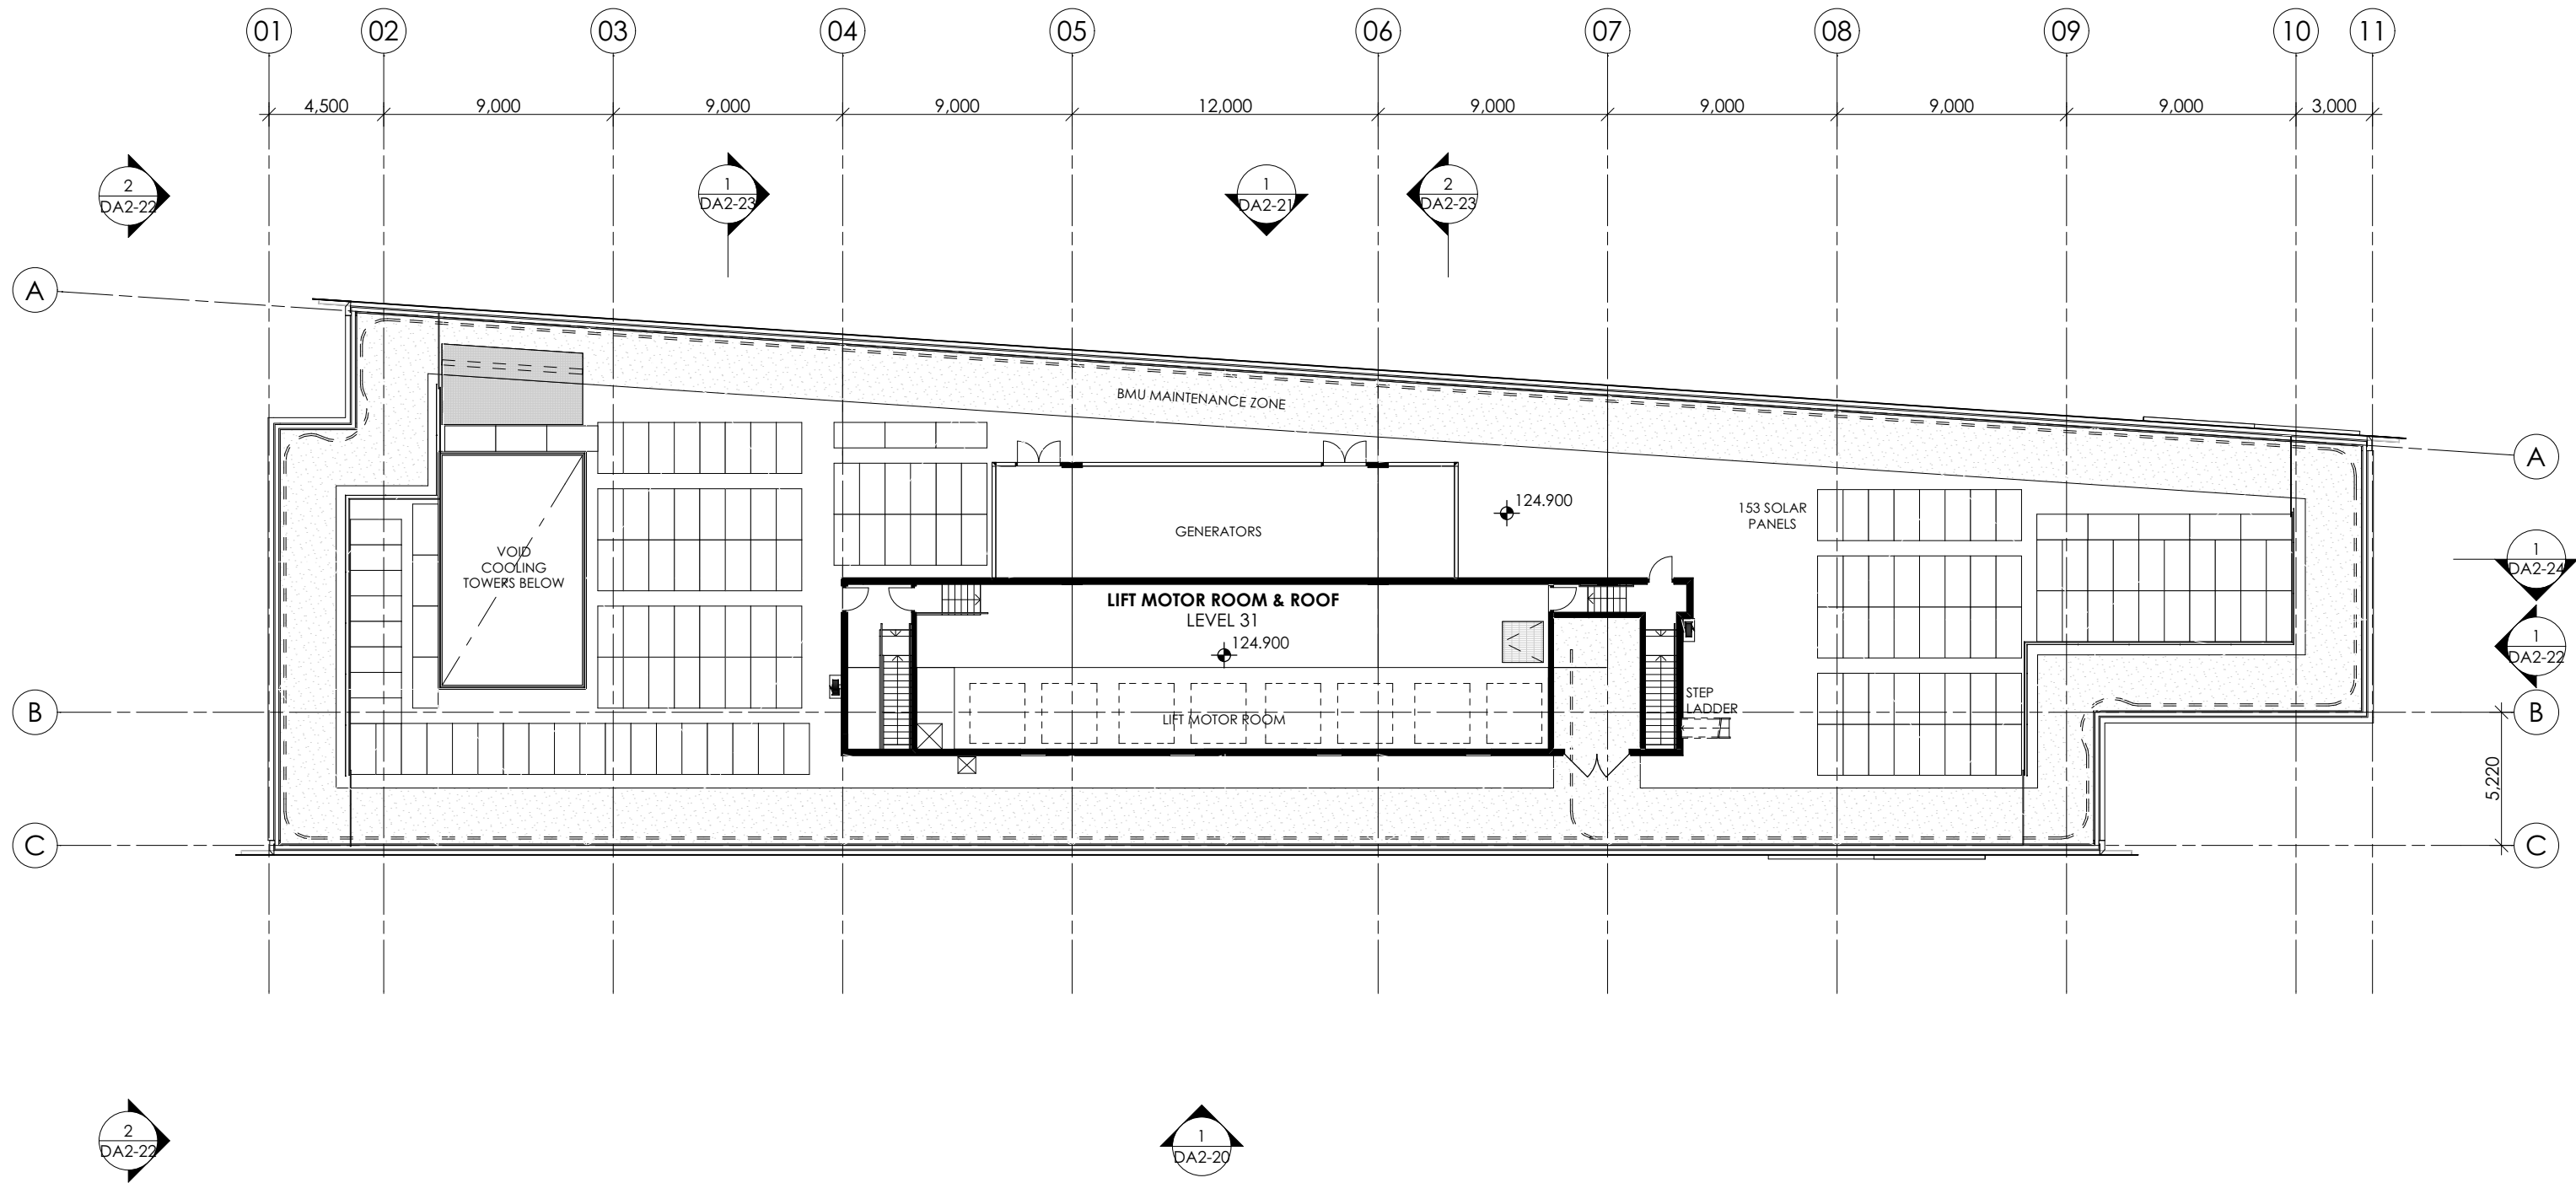 01 02 03 04 05 06 07 08 09 10 11
4,500 9,000 9,000 9,000 12,000 9,000 9,000 9,000 9,000 3,000
2
DA2-22
1
DA2-23
1
DA2-21
2
DA2-23
A
BMU MAINTENANCE ZONE
A
124.900
153 SOLAR
PANELS
GENERATORS
VOID
COOLING
TOWERS BELOW
1
DA2-24
LIFT MOTOR ROOM & ROOF
LEVEL 31
124.900
1
DA2-22
STEP
LADDER
B
LIFT MOTOR ROOM
B
5,220
C
C
2
DA2-22
1
DA2-20